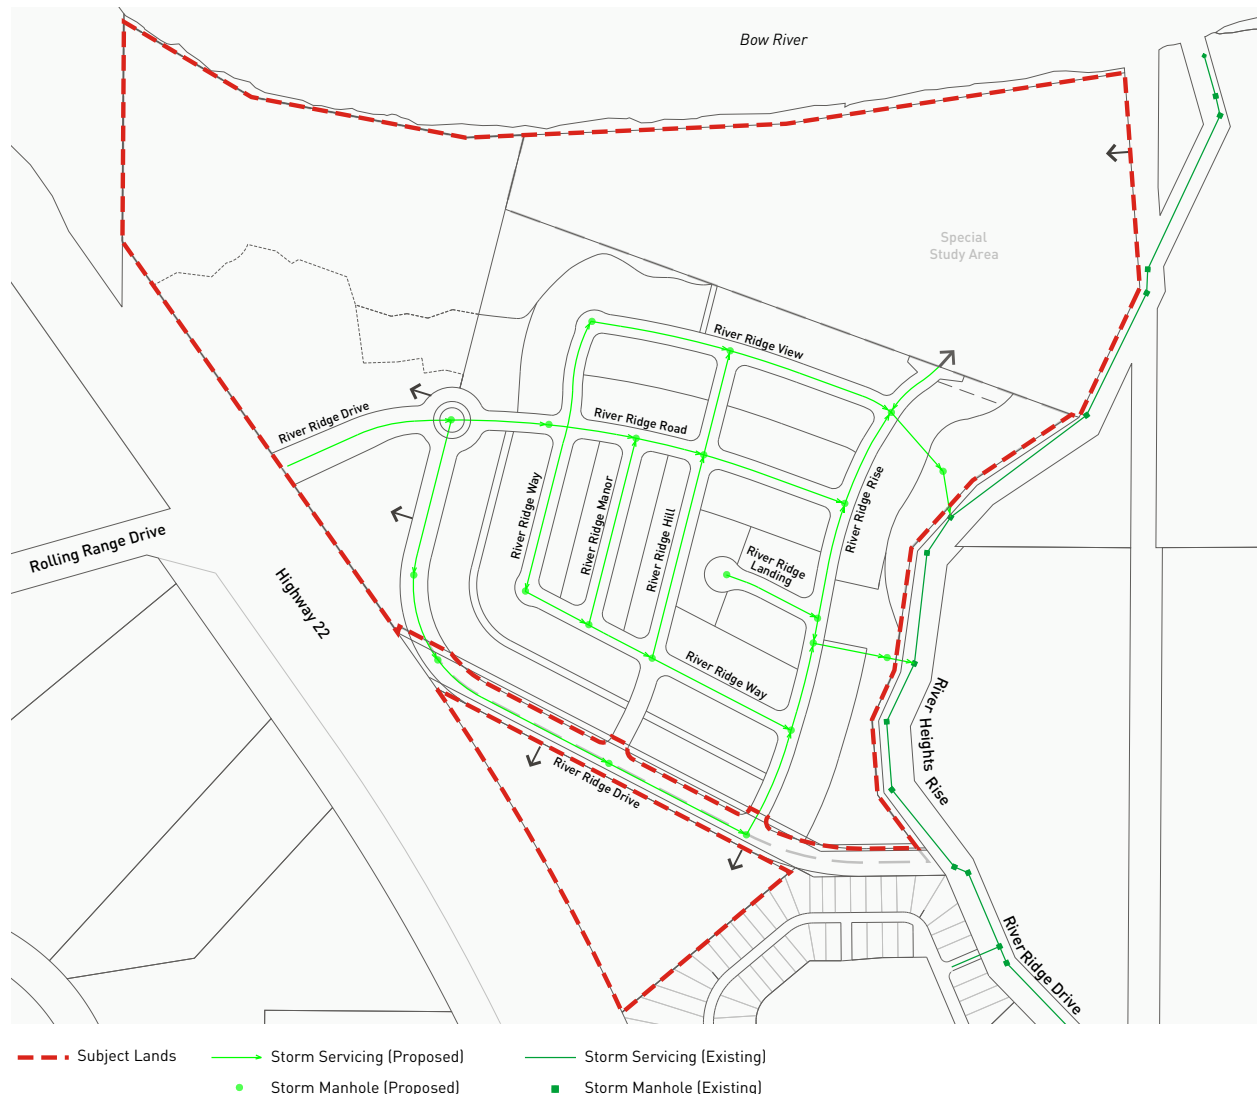 Bow River
Special
Study Area
River Ridge View
River Ridge Drive
River Ridge Road
River Ridge Way
River Ridge Manor
River Ridge Hill
River Ridge Rise
River Ridge
Landing
Rolling Range Drive
Highway 22
River Ridge Way
River Heights Rise
River Ridge Drive
River Ridge Drive
Subject Lands
Storm Servicing (Proposed)
Storm Servicing (Existing)
Storm Manhole (Proposed)
Storm Manhole (Existing)